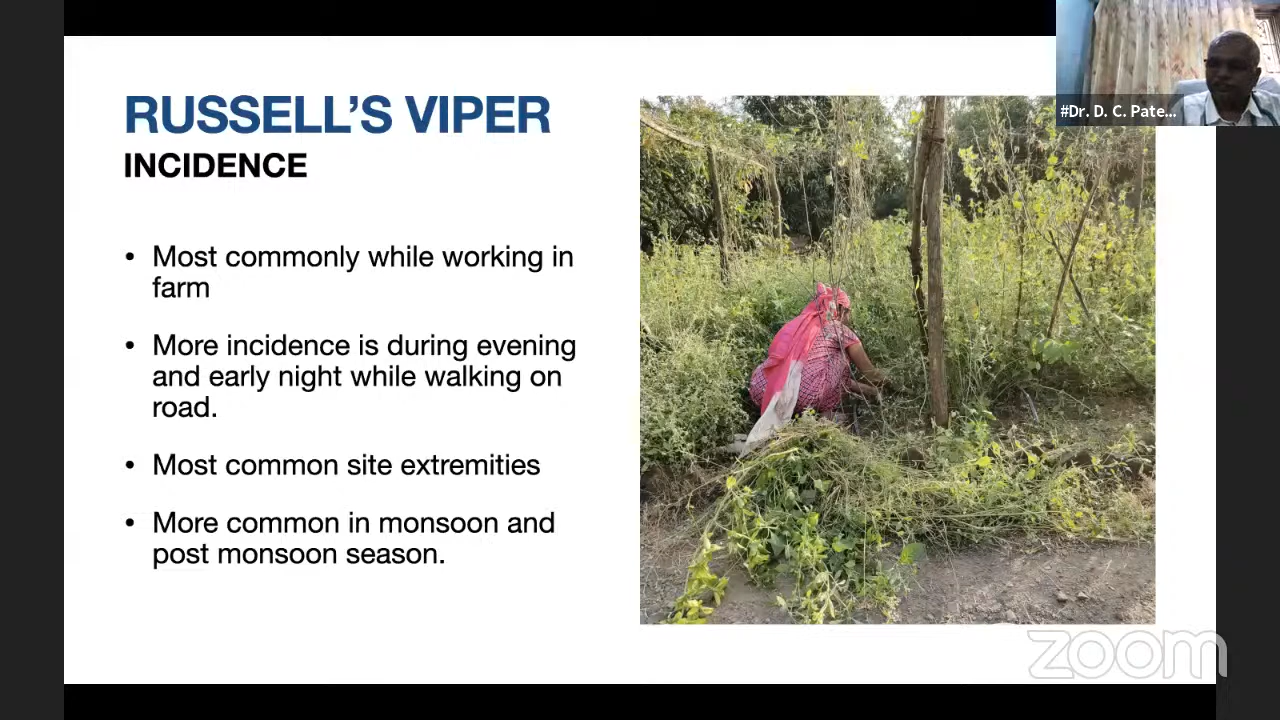 RUSSELL'S VIPER
INCIDENCE
• Most commonly while working in
farm
• More incidence is during evening
and early night while walking on
road.
• Most common site extremities
• More common in monsoon and
post monsoon season.
#Dr. D. C. Pate...
zoom